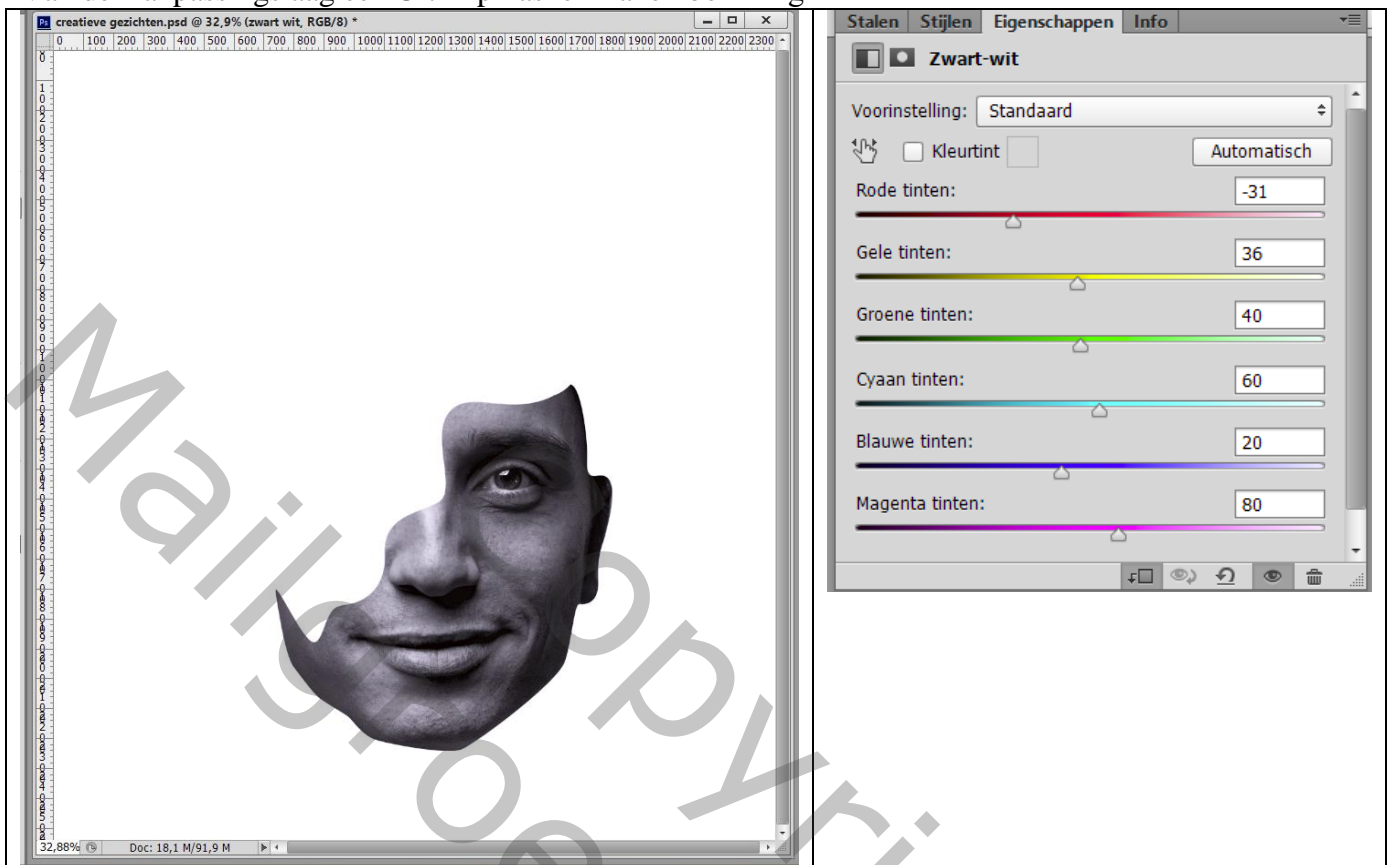 creatieve gezichten.psd @ 32,9% (zwart wit, RGB/8) *
0 100 200 300 400 500 600 700 800 900 1000 1100 1200 1300 1400 1500 1600 1700 1800 1900 2000 2100 2200 2300
32,88% Doc: 18,1 M/91,9 M
Stalen Stijlen Eigenschappen Info
Zwart-wit
Voorinstelling: Standaard
Kleurtint Automatisch
Rode tinten: -31
Gele tinten: 36
Groene tinten: 40
Cyaan tinten: 60
Blauwe tinten: 20
Magenta tinten: 80